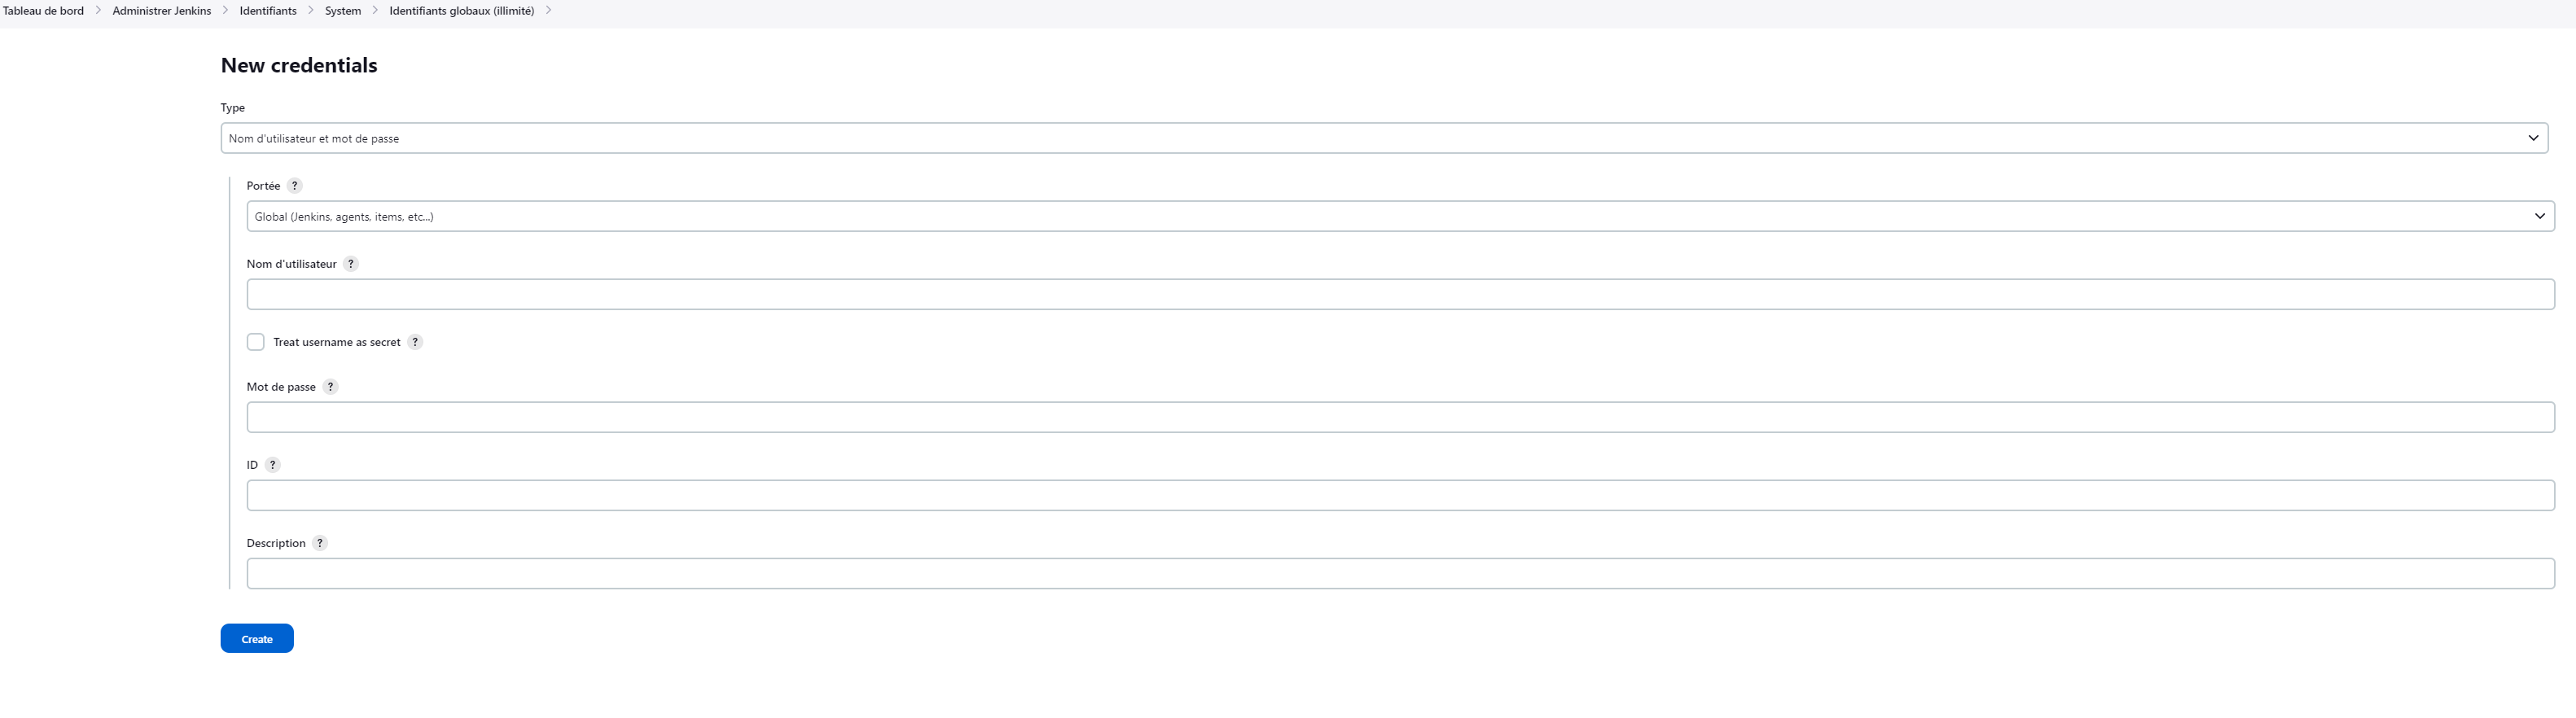 Tableau de bord > Administrer Jenkins > Identifiants > System > Identifiants globaux (illimité) >
New credentials
Type
Nom d'utilisateur et mot de passe
Portée ?
Global (Jenkins, agents, items, etc...)
Nom d'utilisateur ?
Treat username as secret ?
Mot de passe ?
ID ?
Description ?
Create